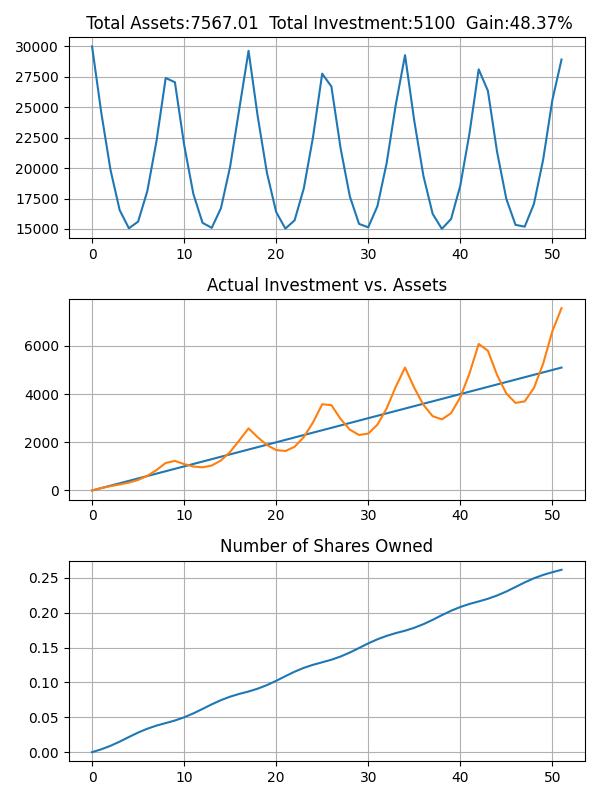 Total Assets:7567.01  Total Investment:5100  Gain:48.37%
30000
27500
25000
22500
20000
17500
15000
0 10 20 30 40 50
Actual Investment vs. Assets
6000
4000
2000
0
0 10 20 30 40 50
Number of Shares Owned
0.25
0.20
0.15
0.10
0.05
0.00
0 10 20 30 40 50